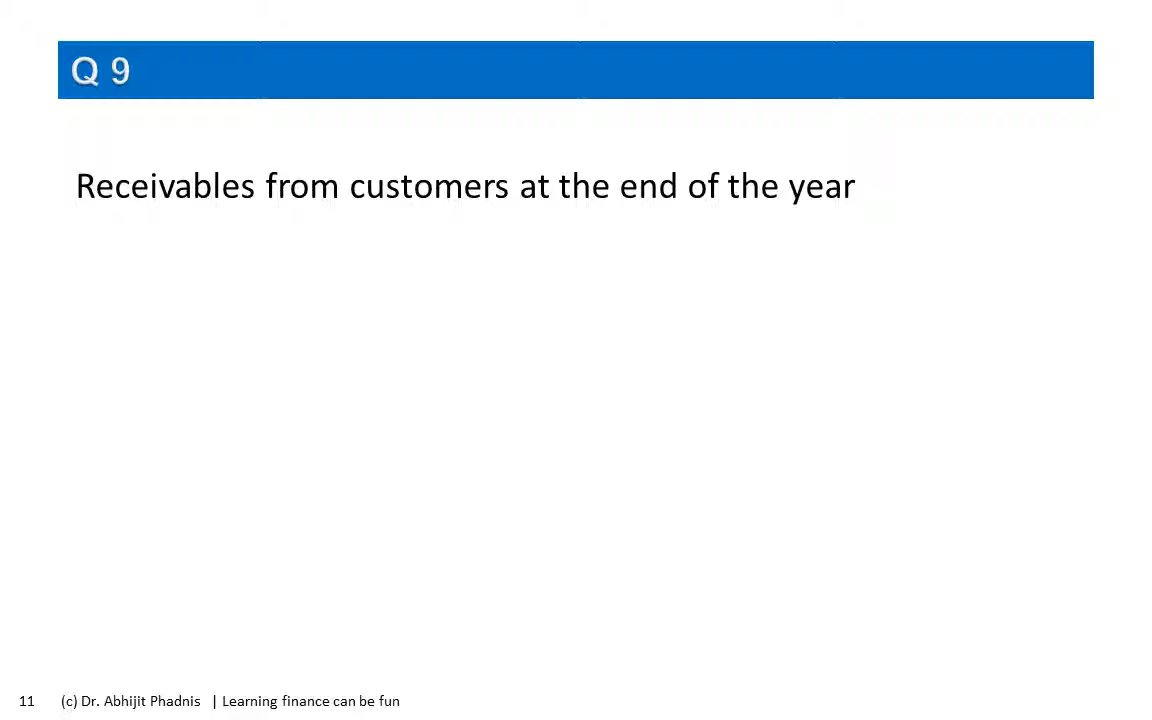 Q 9
Receivables from customers at the end of the year
11 (c) Dr. Abhijit Phadnis | Learning finance can be fun